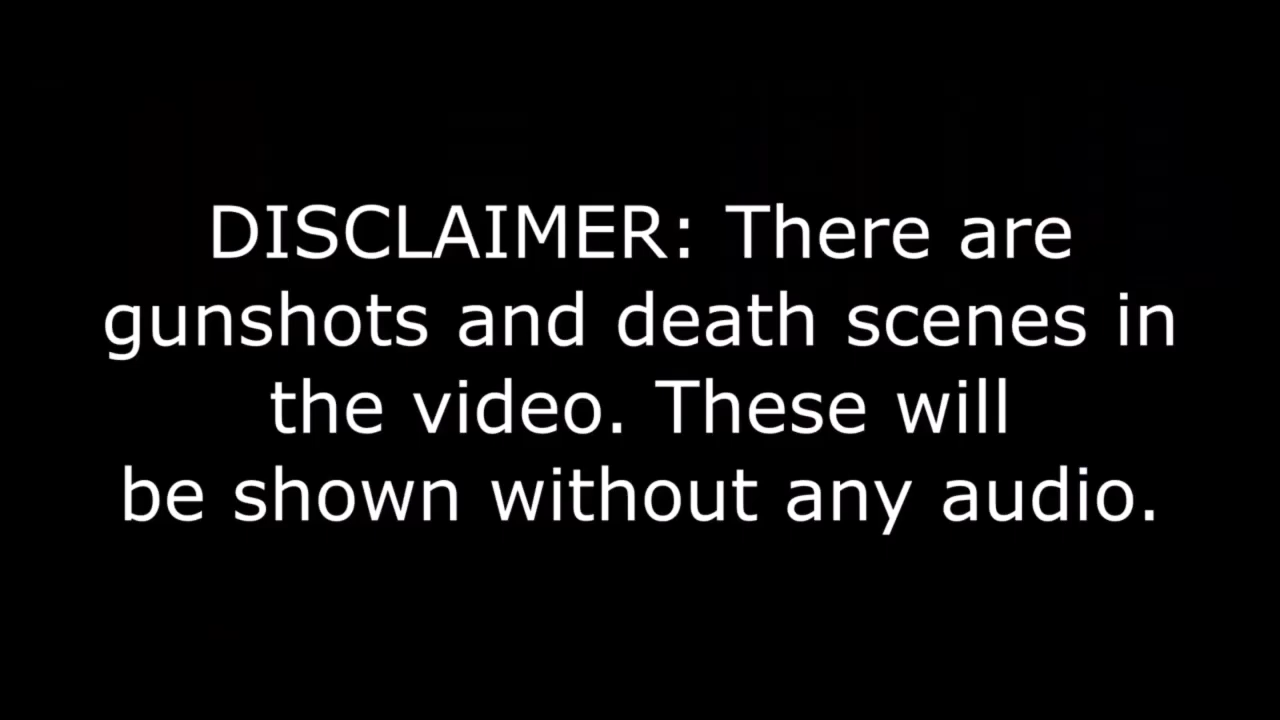 DISCLAIMER: There are
gunshots and death scenes in
the video. These will
be shown without any audio.